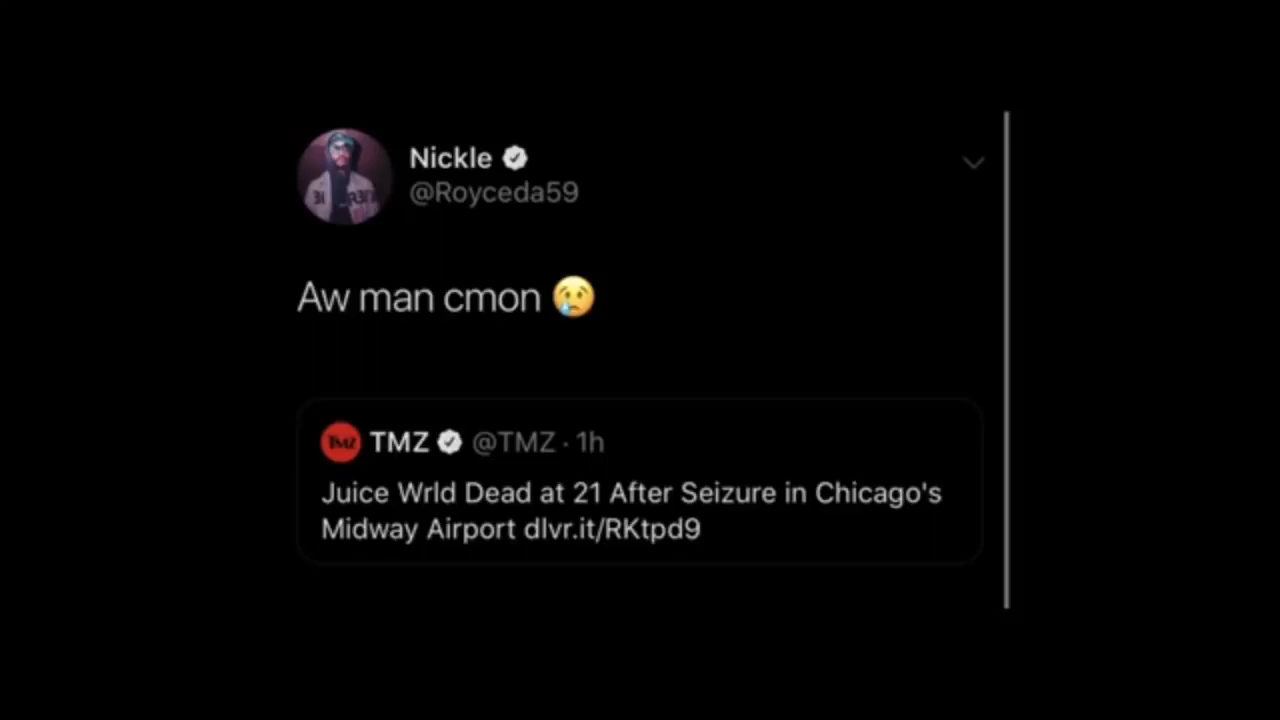 Nickle
@Royceda59
Aw man cmon 😢
TMZ TMZ @TMZ · 1h
Juice Wrld Dead at 21 After Seizure in Chicago's
Midway Airport dlvr.it/RKtpd9